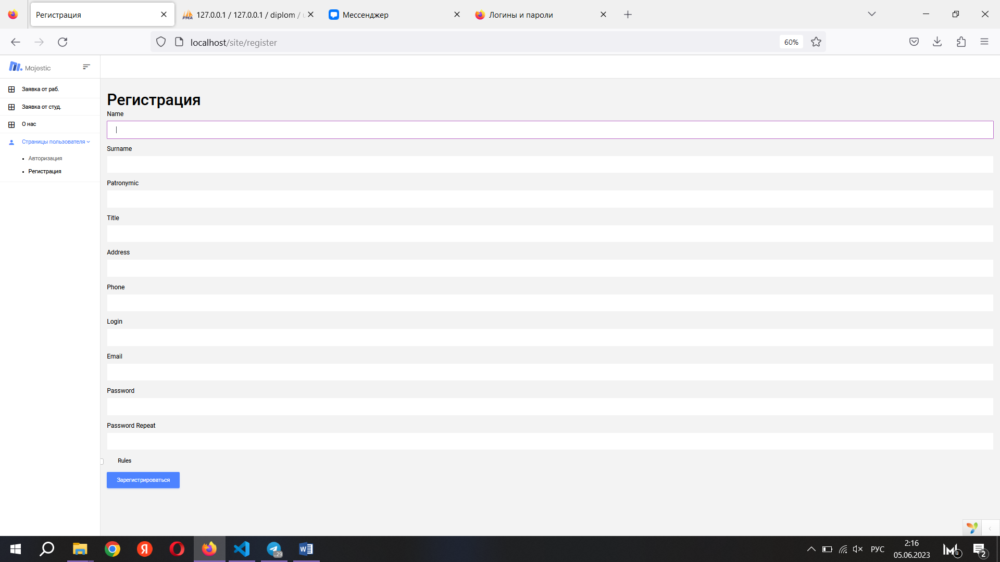 Регистрация
127.0.0.1 / 127.0.0.1 / diplom /
Мессенджер
Логины и пароли
localhost/site/register
60%
Majestic
Заявка от раб.
Заявка от студ.
О нас
Страницы пользователя
Авторизация
Регистрация
Регистрация
Name
Surname
Patronymic
Title
Address
Phone
Login
Email
Password
Password Repeat
Rules
Зарегистрироваться
РУС
2:16
05.06.2023
2